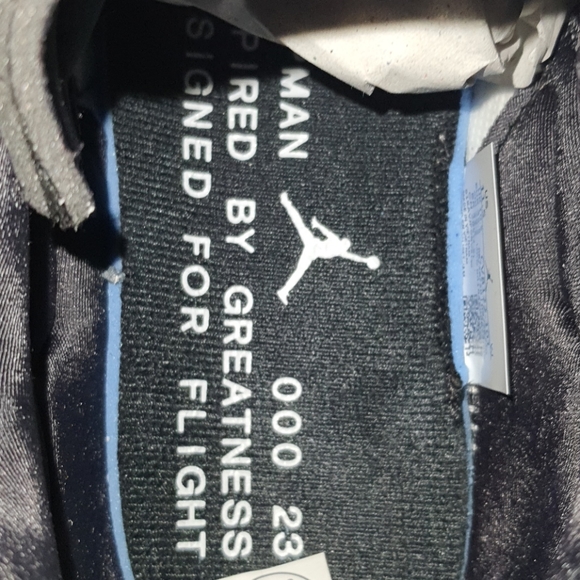 MAN 000 23
PIRED BY GREATNESS
SIGNED FOR FLIGHT